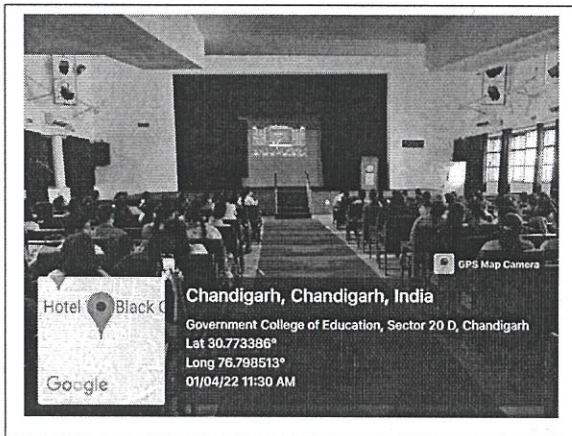 GPS Map Camera
Chandigarh, Chandigarh, India
Hotel Black C
Government College of Education, Sector 20 D, Chandigarh
Lat 30.773386°
Long 76.798513°
Google
01/04/22 11:30 AM